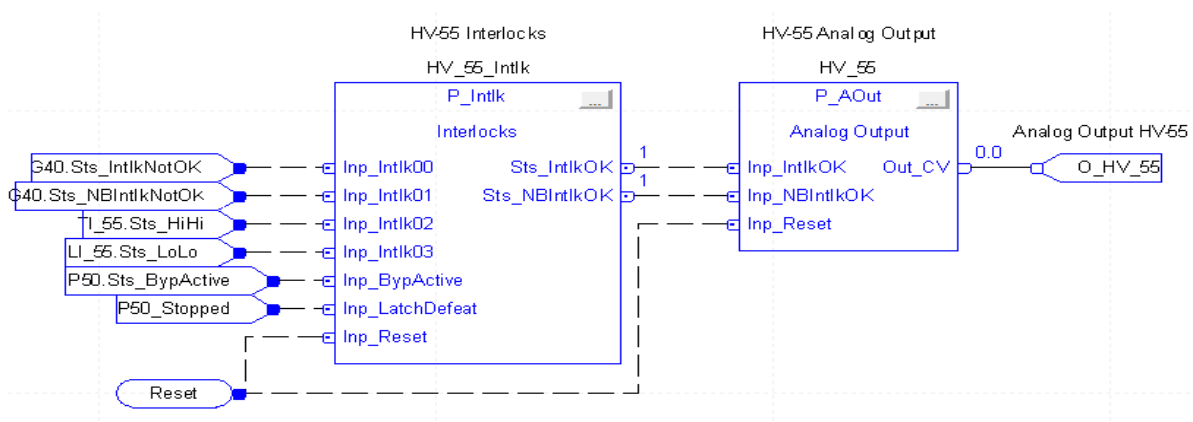 HV-55 Interlocks
HV-55 Analog Output
HV_55_Intlk
HV_55
P_Intlk ...
P_AOut ...
Interlocks
Analog Output
Analog Output HV-55
G40.Sts_IntlkNotOK
Inp_Intlk00
Sts_IntlkOK
1
Inp_IntlkOK
Out_CV
0.0
O_HV_55
G40.Sts_NBIntlkNotOK
Inp_Intlk01
Sts_NBIntlkOK
1
Inp_NBIntlkOK
TI_55.Sts_HiHi
Inp_Intlk02
Inp_Reset
LI_55.Sts_LoLo
Inp_Intlk03
P50.Sts_BypActive
Inp_BypActive
P50_Stopped
Inp_LatchDefeat
Inp_Reset
Reset